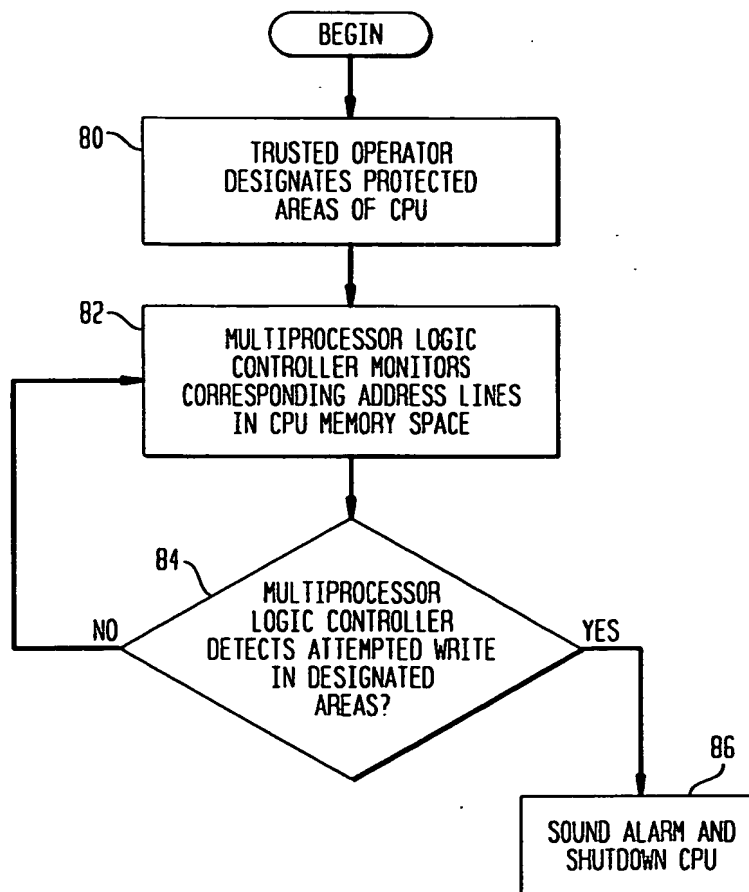 BEGIN
80
TRUSTED OPERATOR
DESIGNATES PROTECTED
AREAS OF CPU
82
MULTIPROCESSOR LOGIC
CONTROLLER MONITORS
CORRESPONDING ADDRESS LINES
IN CPU MEMORY SPACE
84
MULTIPROCESSOR
LOGIC CONTROLLER
DETECTS ATTEMPTED WRITE
IN DESIGNATED
AREAS?
NO
YES
86
SOUND ALARM AND
SHUTDOWN CPU